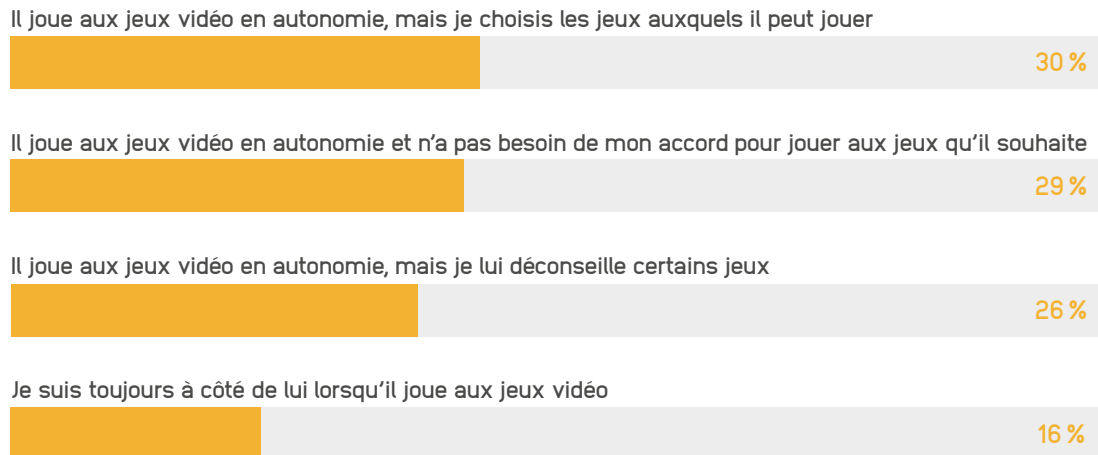 Il joue aux jeux vidéo en autonomie, mais je choisis les jeux auxquels il peut jouer
30 %
Il joue aux jeux vidéo en autonomie et n’a pas besoin de mon accord pour jouer aux jeux qu’il souhaite
29 %
Il joue aux jeux vidéo en autonomie, mais je lui déconseille certains jeux
26 %
Je suis toujours à côté de lui lorsqu’il joue aux jeux vidéo
16 %